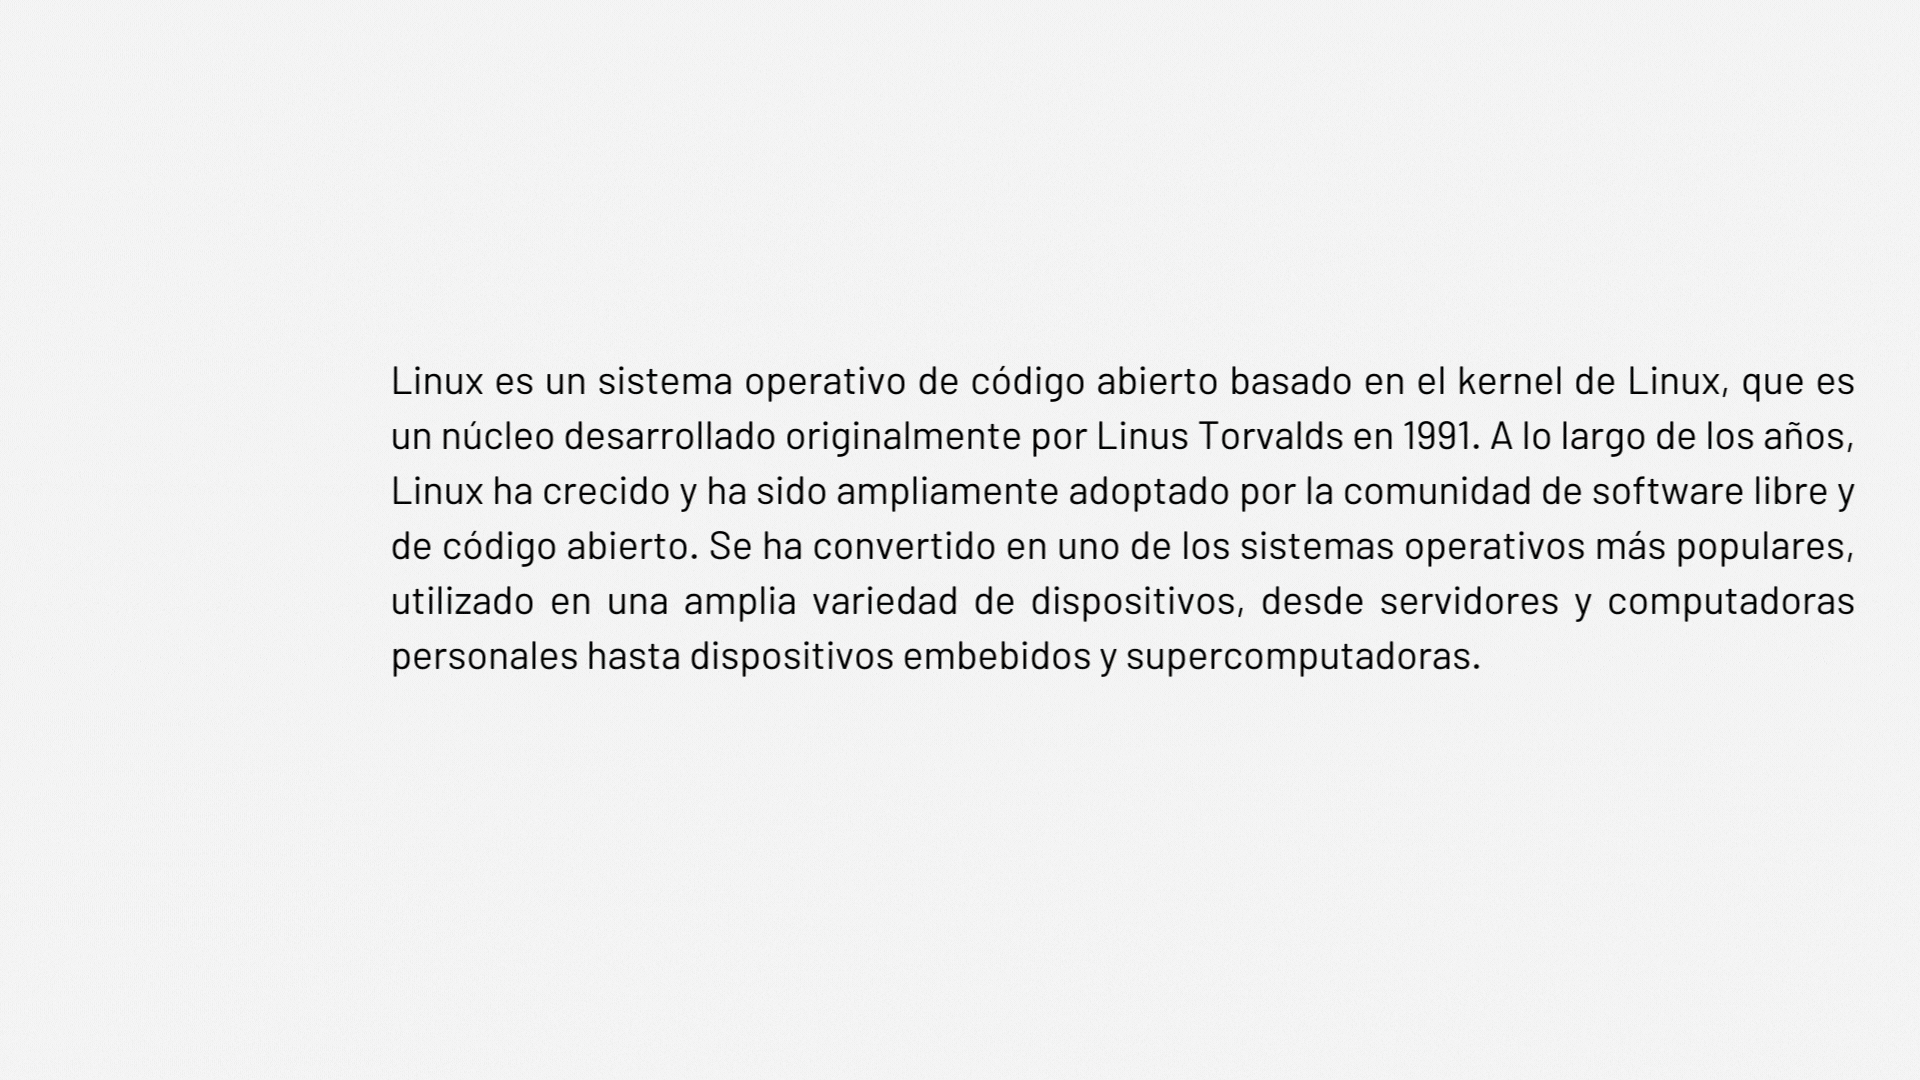 Linux es un sistema operativo de código abierto basado en el kernel de Linux, que es
un núcleo desarrollado originalmente por Linus Torvalds en 1991. A lo largo de los años,
Linux ha crecido y ha sido ampliamente adoptado por la comunidad de software libre y
de código abierto. Se ha convertido en uno de los sistemas operativos más populares,
utilizado en una amplia variedad de dispositivos, desde servidores y computadoras
personales hasta dispositivos embebidos y supercomputadoras.